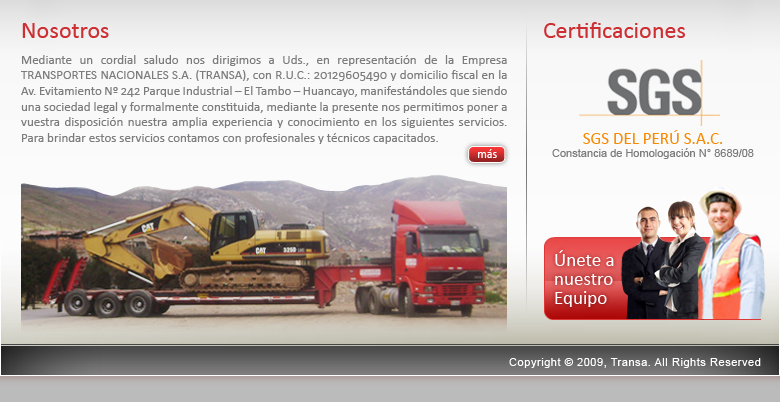 Nosotros
Mediante un cordial saludo nos dirigimos a Uds., en representación de la Empresa
TRANSPORTES NACIONALES S.A. (TRANSA), con R.U.C.: 20129605490 y domicilio fiscal en la
Av. Evitamiento Nº 242 Parque Industrial – El Tambo – Huancayo, manifestándoles que siendo
una sociedad legal y formalmente constituida, mediante la presente nos permitimos poner a
vuestra disposición nuestra amplia experiencia y conocimiento en los siguientes servicios.
Para brindar estos servicios contamos con profesionales y técnicos capacitados.
más
CAT
CAT
325D
Certificaciones
SGS
SGS DEL PERÚ S.A.C.
Constancia de Homologación N° 8689/08
Únete a
nuestro
Equipo
Copyright © 2009, Transa. All Rights Reserved